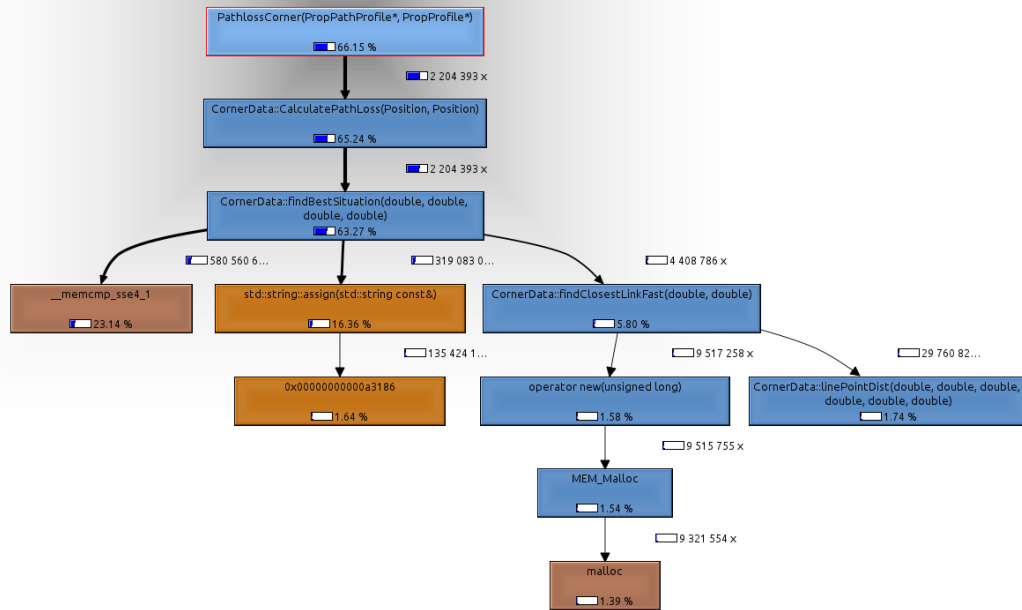 PathlossCorner(PropPathProfile*, PropProfile*)
66.15 %
2 204 393 x
CornerData::CalculatePathLoss(Position, Position)
65.24 %
2 204 393 x
CornerData::findBestSituation(double, double,
double, double)
63.27 %
580 560 6...
319 083 0...
4 408 786 x
__memcmp_sse4_1
23.14 %
std::string::assign(std::string const&)
16.36 %
CornerData::findClosestLinkFast(double, double)
5.80 %
135 424 1...
9 517 258 x
29 760 82...
0x00000000000a3186
1.64 %
operator new(unsigned long)
1.58 %
CornerData::linePointDist(double, double, double,
double, double, double)
1.74 %
9 515 755 x
MEM_Malloc
1.54 %
9 321 554 x
malloc
1.39 %